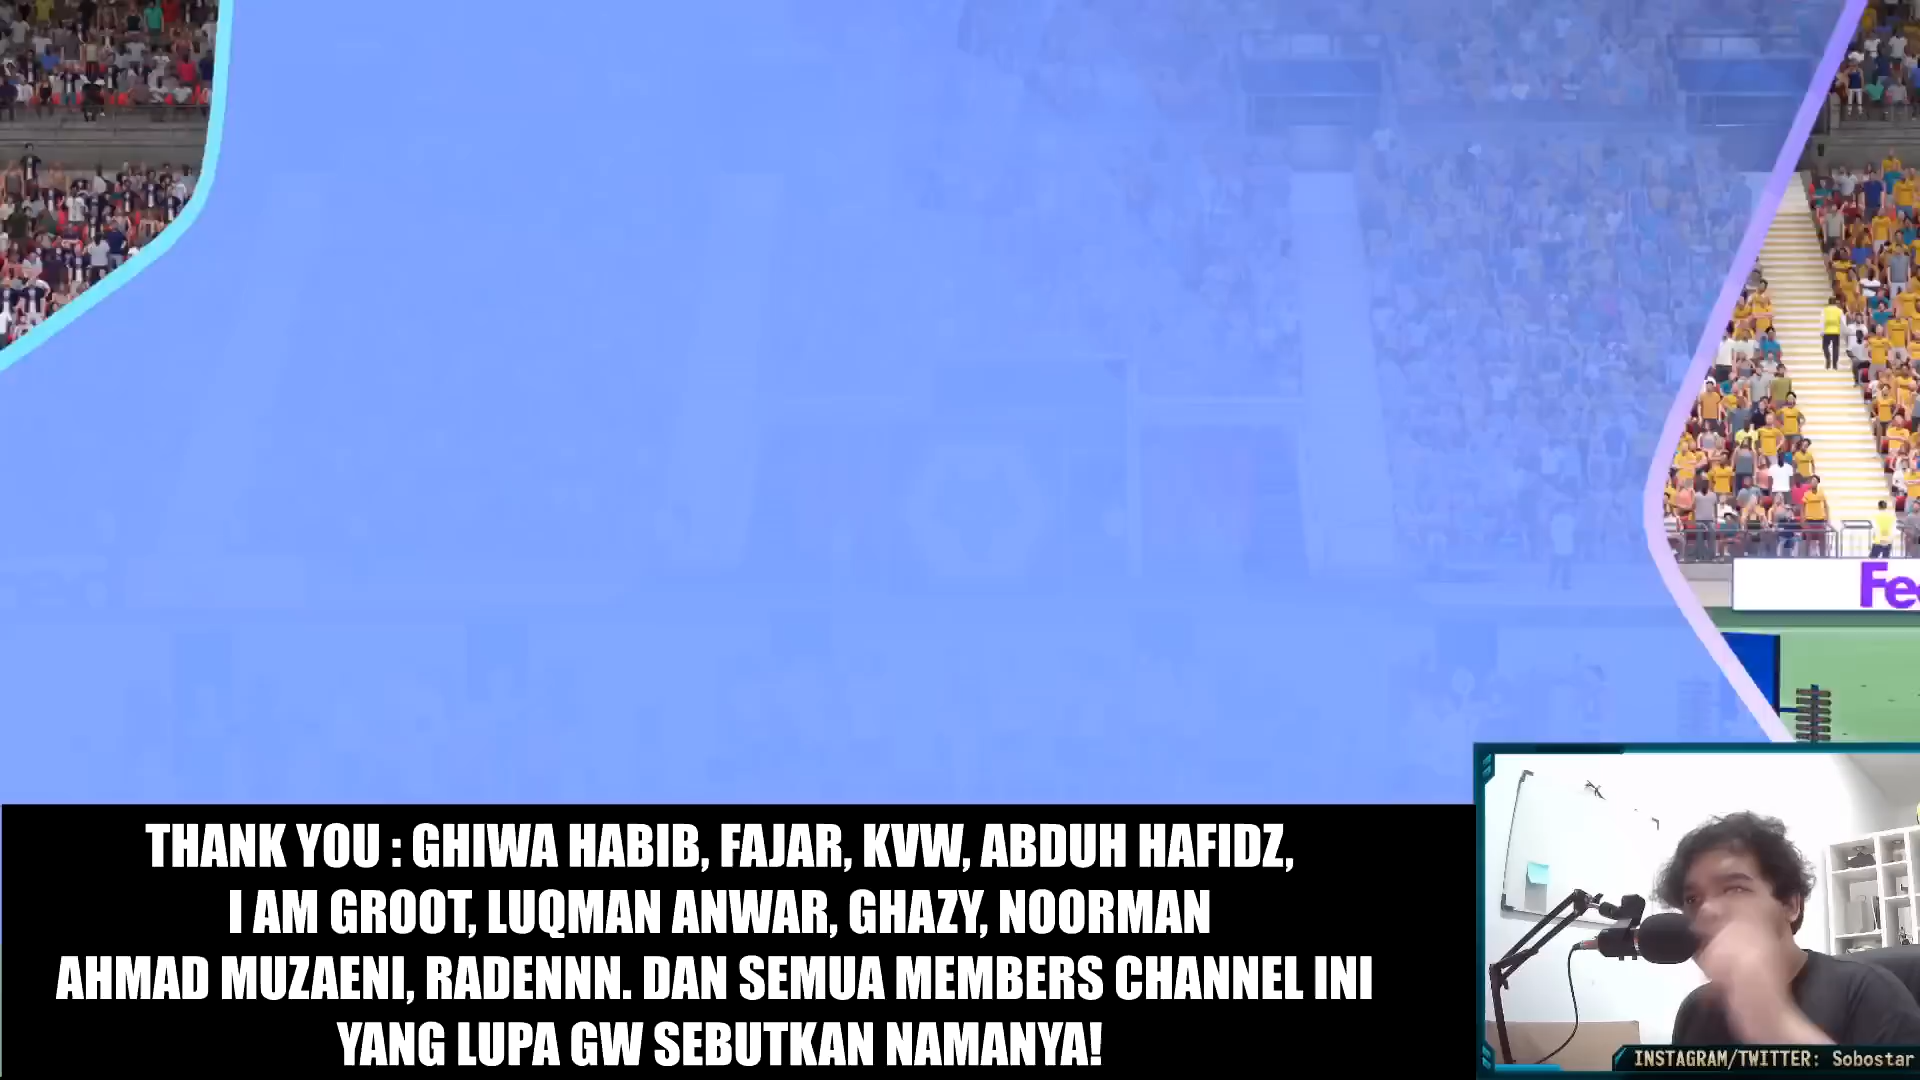 Fe
THANK YOU : GHIWA HABIB, FAJAR, KVW, ABDUH HAFIDZ,
I AM GROOT, LUQMAN ANWAR, GHAZY, NOORMAN
AHMAD MUZAENI, RADENNN. DAN SEMUA MEMBERS CHANNEL INI
YANG LUPA GW SEBUTKAN NAMANYA!
INSTAGRAM/TWITTER: Sobostar